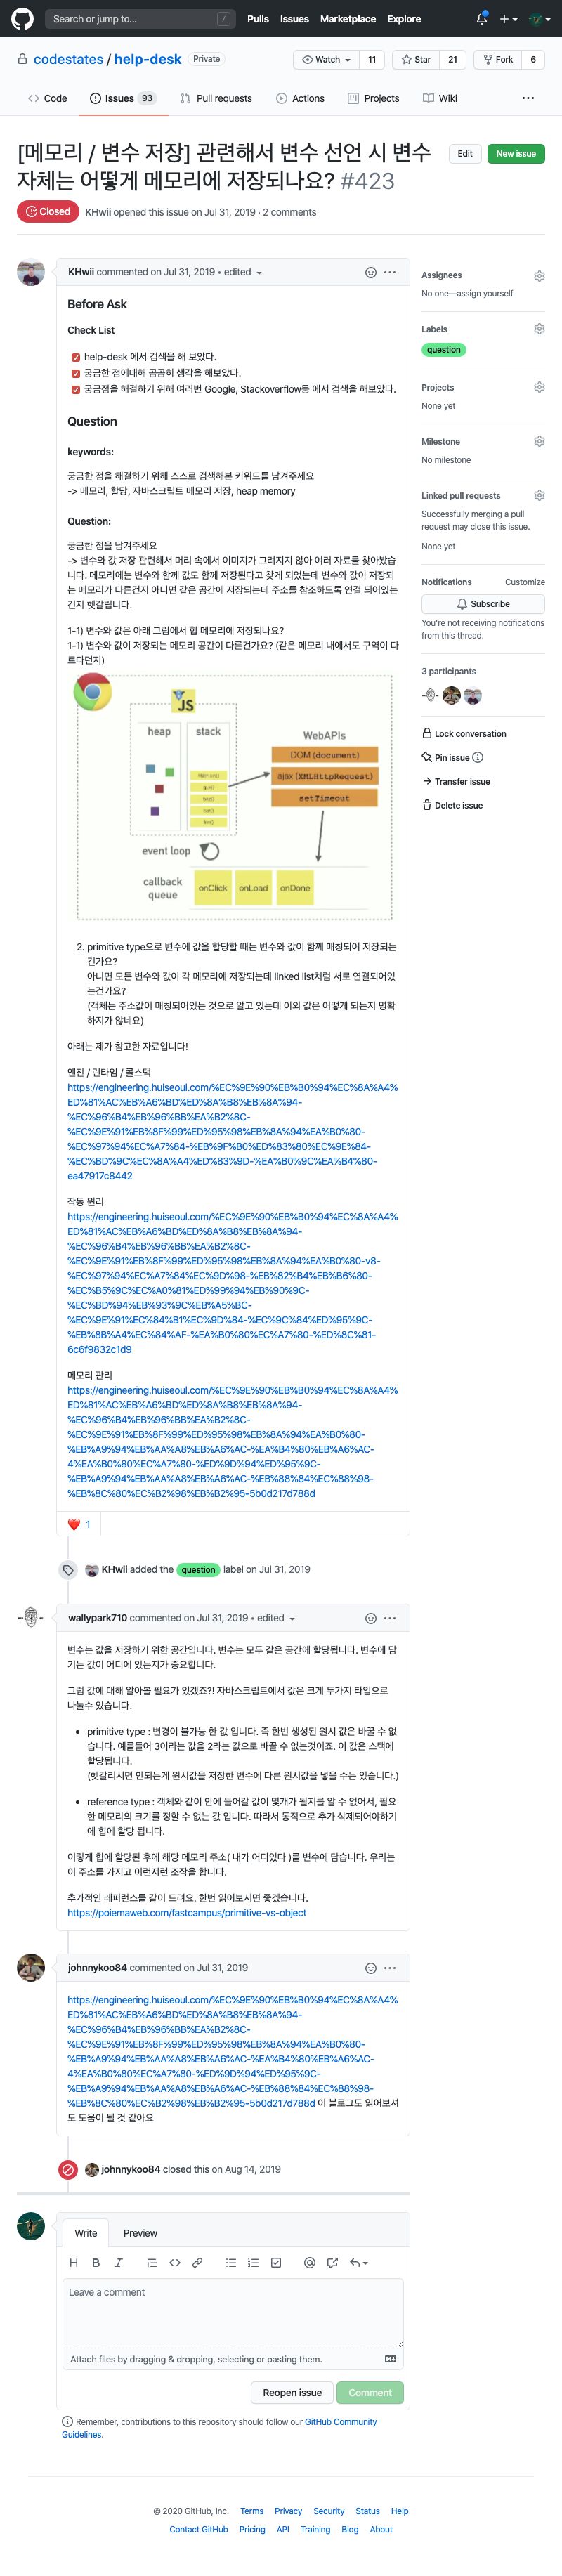 Search or jump to... /
Pulls Issues Marketplace Explore
codestates / help-desk Private
Watch 11 Star 21 Fork 6
Code Issues 93 Pull requests Actions Projects Wiki
[메모리 / 변수 저장] 관련해서 변수 선언 시 변수
자체는 어떻게 메모리에 저장되나요? #423
Edit New issue
Closed KHwii opened this issue on Jul 31, 2019 · 2 comments
KHwii commented on Jul 31, 2019 • edited
Before Ask
Check List
help-desk 에서 검색을 해 보았다.
궁금한 점에대해 곰곰히 생각을 해보았다.
궁금점을 해결하기 위해 여러번 Google, Stackoverflow등 에서 검색을 해보았다.
Question
keywords:
궁금한 점을 해결하기 위해 스스로 검색해본 키워드를 남겨주세요
-> 메모리, 할당, 자바스크립트 메모리 저장, heap memory
Question:
궁금한 점을 남겨주세요
-> 변수와 값 저장 관련해서 머리 속에서 이미지가 그려지지 않아 여러 자료를 찾아봤습
니다. 메모리에는 변수와 함께 값도 함께 저장된다고 찾게 되었는데 변수와 값이 저장되
는 메모리가 다른건지 아니면 같은 공간에 저장되는데 주소를 참조하도록 연결 되어있는
건지 헷갈립니다.
1-1) 변수와 값은 아래 그림에서 힙 메모리에 저장되나요?
1-1) 변수와 값이 저장되는 메모리 공간이 다른건가요? (같은 메모리 내에서도 구역이 다
르다던지)
JS
heap stack
WebAPIs
DOM (document)
ajax (XMLHttpRequest)
setTimeout
event loop
callback
queue
onClick onLoad onDone
2. primitive type으로 변수에 값을 할당할 때는 변수와 값이 함께 매칭되어 저장되는
건가요?
아니면 모든 변수와 값이 각 메모리에 저장되는데 linked list처럼 서로 연결되어있
는건가요?
(객체는 주소값이 매칭되어있는 것으로 알고 있는데 이외 값은 어떻게 되는지 명확
하지가 않네요)
아래는 제가 참고한 자료입니다!
엔진 / 런타임 / 콜스택
https://engineering.huiseoul.com/%EC%9E%90%EB%B0%94%EC%8A%A4%
ED%81%AC%EB%A6%BD%ED%8A%B8%EB%8A%94-
%EC%96%B4%EB%96%BB%EA%B2%8C-
%EC%9E%91%EB%8F%99%ED%95%98%EB%8A%94%EA%B0%80-
%EC%97%94%EC%A7%84-%EB%9F%B0%ED%83%80%EC%9E%84-
%EC%BD%9C%EC%8A%A4%ED%83%9D-%EA%B0%9C%EA%B4%80-
ea47917c8442
작동 원리
https://engineering.huiseoul.com/%EC%9E%90%EB%B0%94%EC%8A%A4%
ED%81%AC%EB%A6%BD%ED%8A%B8%EB%8A%94-
%EC%96%B4%EB%96%BB%EA%B2%8C-
%EC%9E%91%EB%8F%99%ED%95%98%EB%8A%94%EA%B0%80-v8-
%EC%97%94%EC%A7%84%EC%9D%98-%EB%82%B4%EB%B6%80-
%EC%B5%9C%EC%A0%81%ED%99%94%EB%90%9C-
%EC%BD%94%EB%93%9C%EB%A5%BC-
%EC%9E%91%EC%84%B1%EC%9D%84-%EC%9C%84%ED%95%9C-
%EB%8B%A4%EC%84%AF-%EA%B0%80%EC%A7%80-%ED%8C%81-
6c6f9832c1d9
메모리 관리
https://engineering.huiseoul.com/%EC%9E%90%EB%B0%94%EC%8A%A4%
ED%81%AC%EB%A6%BD%ED%8A%B8%EB%8A%94-
%EC%96%B4%EB%96%BB%EA%B2%8C-
%EC%9E%91%EB%8F%99%ED%95%98%EB%8A%94%EA%B0%80-
%EB%A9%94%EB%AA%A8%EB%A6%AC-%EA%B4%80%EB%A6%AC-
4%EA%B0%80%EC%A7%80-%ED%9D%94%ED%95%9C-
%EB%A9%94%EB%AA%A8%EB%A6%AC-%EB%88%84%EC%88%98-
%EB%8C%80%EC%B2%98%EB%B2%95-5b0d217d788d
1
KHwii added the question label on Jul 31, 2019
wallypark710 commented on Jul 31, 2019 • edited
변수는 값을 저장하기 위한 공간입니다. 변수는 모두 같은 공간에 할당됩니다. 변수에 담
기는 값이 어디에 있는지가 중요합니다.
그럼 값에 대해 알아볼 필요가 있겠죠?! 자바스크립트에서 값은 크게 두가지 타입으로
나눌수 있습니다.
• primitive type : 변경이 불가능 한 값 입니다. 즉 한번 생성된 원시 값은 바꿀 수 없
습니다. 예를들어 3이라는 값을 2라는 값으로 바꿀 수 없는것이죠. 이 값은 스택에
할당됩니다.
(헷갈리시면 안되는게 원시값을 저장한 변수에 다른 원시값을 넣을 수는 있습니다.)
• reference type : 객체와 같이 안에 들어갈 값이 몇개가 될지를 알 수 없어서, 필요
한 메모리의 크기를 정할 수 없는 값 입니다. 따라서 동적으로 추가 삭제되어야하기
에 힙에 할당 됩니다.
이렇게 힙에 할당된 후에 해당 메모리 주소( 내가 어디있다 )를 변수에 담습니다. 우리는
이 주소를 가지고 이런저런 조작을 합니다.
추가적인 레퍼런스를 같이 드려요. 한번 읽어보시면 좋겠습니다.
https://poiemaweb.com/fastcampus/primitive-vs-object
johnnykoo84 commented on Jul 31, 2019
https://engineering.huiseoul.com/%EC%9E%90%EB%B0%94%EC%8A%A4%
ED%81%AC%EB%A6%BD%ED%8A%B8%EB%8A%94-
%EC%96%B4%EB%96%BB%EA%B2%8C-
%EC%9E%91%EB%8F%99%ED%95%98%EB%8A%94%EA%B0%80-
%EB%A9%94%EB%AA%A8%EB%A6%AC-%EA%B4%80%EB%A6%AC-
4%EA%B0%80%EC%A7%80-%ED%9D%94%ED%95%9C-
%EB%A9%94%EB%AA%A8%EB%A6%AC-%EB%88%84%EC%88%98-
%EB%8C%80%EC%B2%98%EB%B2%95-5b0d217d788d 이 블로그도 읽어보셔
도 도움이 될 것 같아요
johnnykoo84 closed this on Aug 14, 2019
Write Preview
Leave a comment
Attach files by dragging & dropping, selecting or pasting them.
Reopen issue Comment
Remember, contributions to this repository should follow our GitHub Community
Guidelines.
Assignees
No one—assign yourself
Labels
question
Projects
None yet
Milestone
No milestone
Linked pull requests
Successfully merging a pull
request may close this issue.
None yet
Notifications Customize
Subscribe
You're not receiving notifications
from this thread.
3 participants
Lock conversation
Pin issue
Transfer issue
Delete issue
© 2020 GitHub, Inc. Terms Privacy Security Status Help
Contact GitHub Pricing API Training Blog About